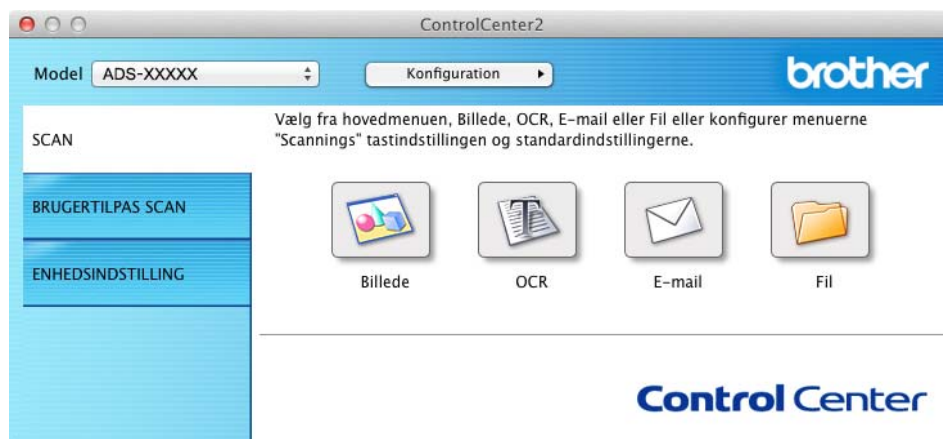 ControlCenter2
Model ADS-XXXXX Konfiguration brother
SCAN
Vælg fra hovedmenuen, Billede, OCR, E-mail eller Fil eller konfigurer menuerne
"Scannings" tastindstillingen og standardindstillingerne.
BRUGERTILPAS SCAN
ENHEDSINDSTILLING
Billede OCR E-mail Fil
Control Center